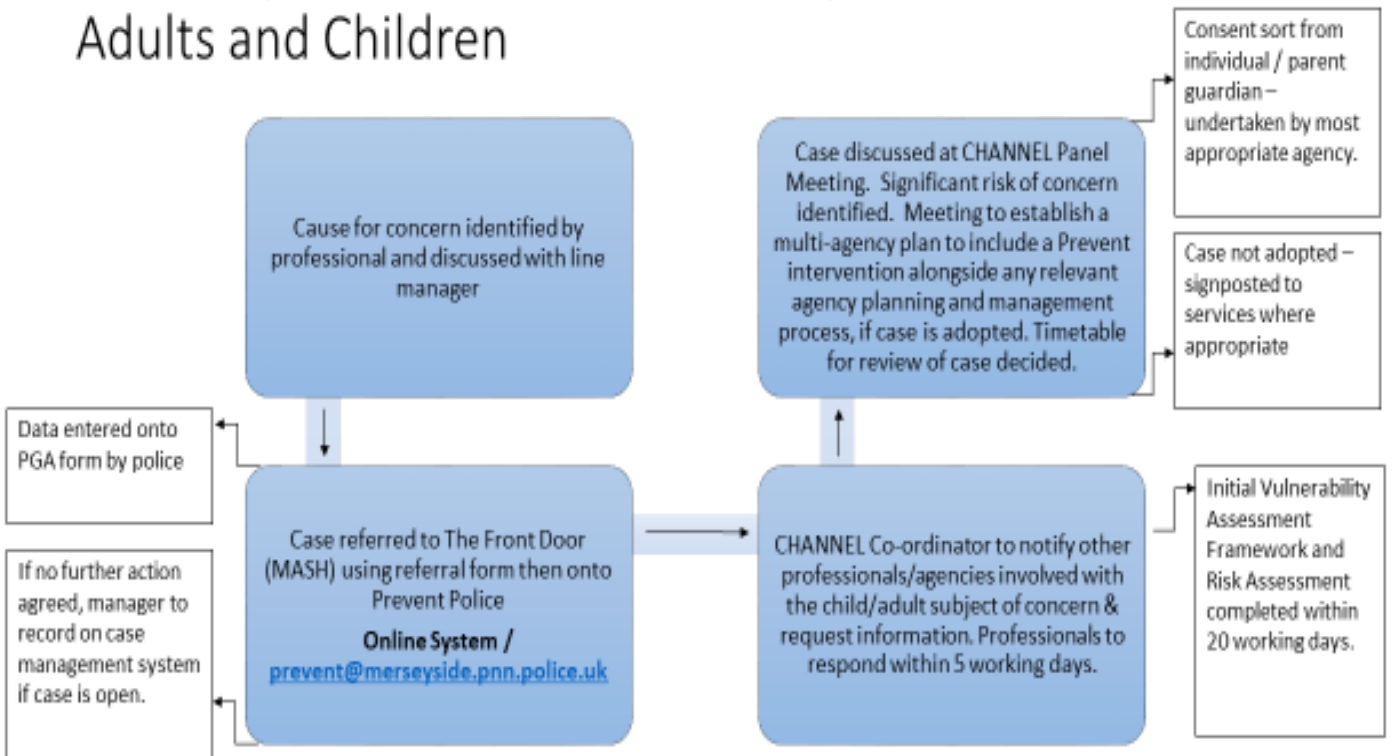 Adults and Children
Cause for concern identified by
professional and discussed with line
manager
Data entered onto
PGA form by police
If no further action
agreed, manager to
record on case
management system
if case is open.
Case referred to The Front Door
(MASH) using referral form then onto
Prevent Police
Online System /
prevent@merseyside.pnn.police.uk
CHANNEL Co-ordinator to notify other
professionals/agencies involved with
the child/adult subject of concern &
request information. Professionals to
respond within 5 working days.
Initial Vulnerability
Assessment
Framework and
Risk Assessment
completed within
20 working days.
Case discussed at CHANNEL Panel
Meeting. Significant risk of concern
identified. Meeting to establish a
multi-agency plan to include a Prevent
intervention alongside any relevant
agency planning and management
process, if case is adopted. Timetable
for review of case decided.
Consent sort from
individual / parent
guardian –
undertaken by most
appropriate agency.
Case not adopted –
signposted to
services where
appropriate